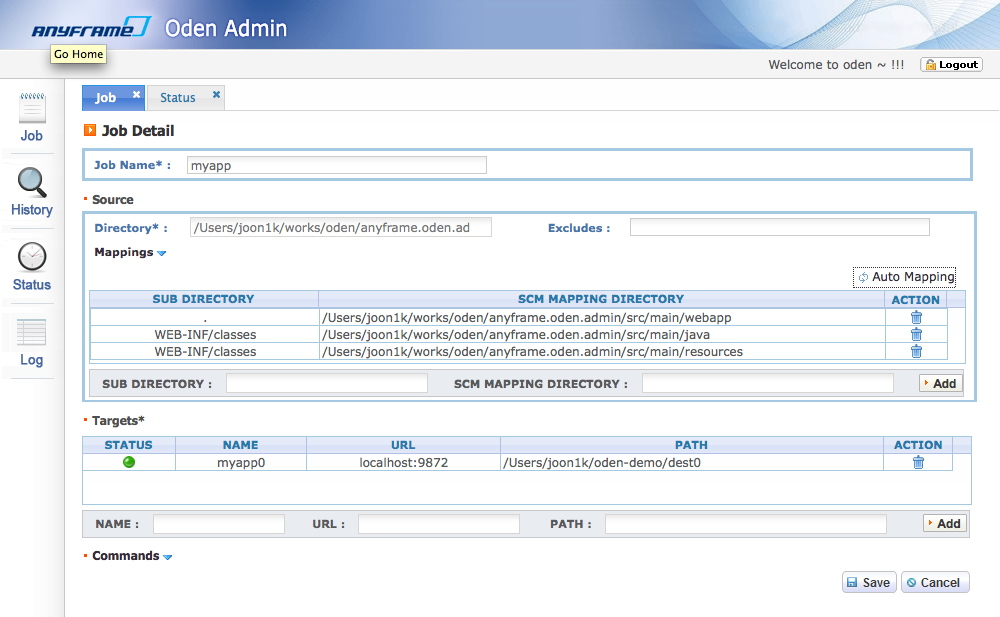 ANYFRAME Oden Admin
Go Home
Welcome to oden ~ !!! Logout
Job Status
Job
History
Status
Log
Job Detail
Job Name* : myapp
Source
Directory* : /Users/joon1k/works/oden/anyframe.oden.ad Excludes :
Mappings
Auto Mapping
SUB DIRECTORY SCM MAPPING DIRECTORY ACTION
. /Users/joon1k/works/oden/anyframe.oden.admin/src/main/webapp
WEB-INF/classes /Users/joon1k/works/oden/anyframe.oden.admin/src/main/java
WEB-INF/classes /Users/joon1k/works/oden/anyframe.oden.admin/src/main/resources
SUB DIRECTORY : SCM MAPPING DIRECTORY : Add
Targets*
STATUS NAME URL PATH ACTION
myapp0 localhost:9872 /Users/joon1k/oden-demo/dest0
NAME : URL : PATH : Add
Commands
Save Cancel